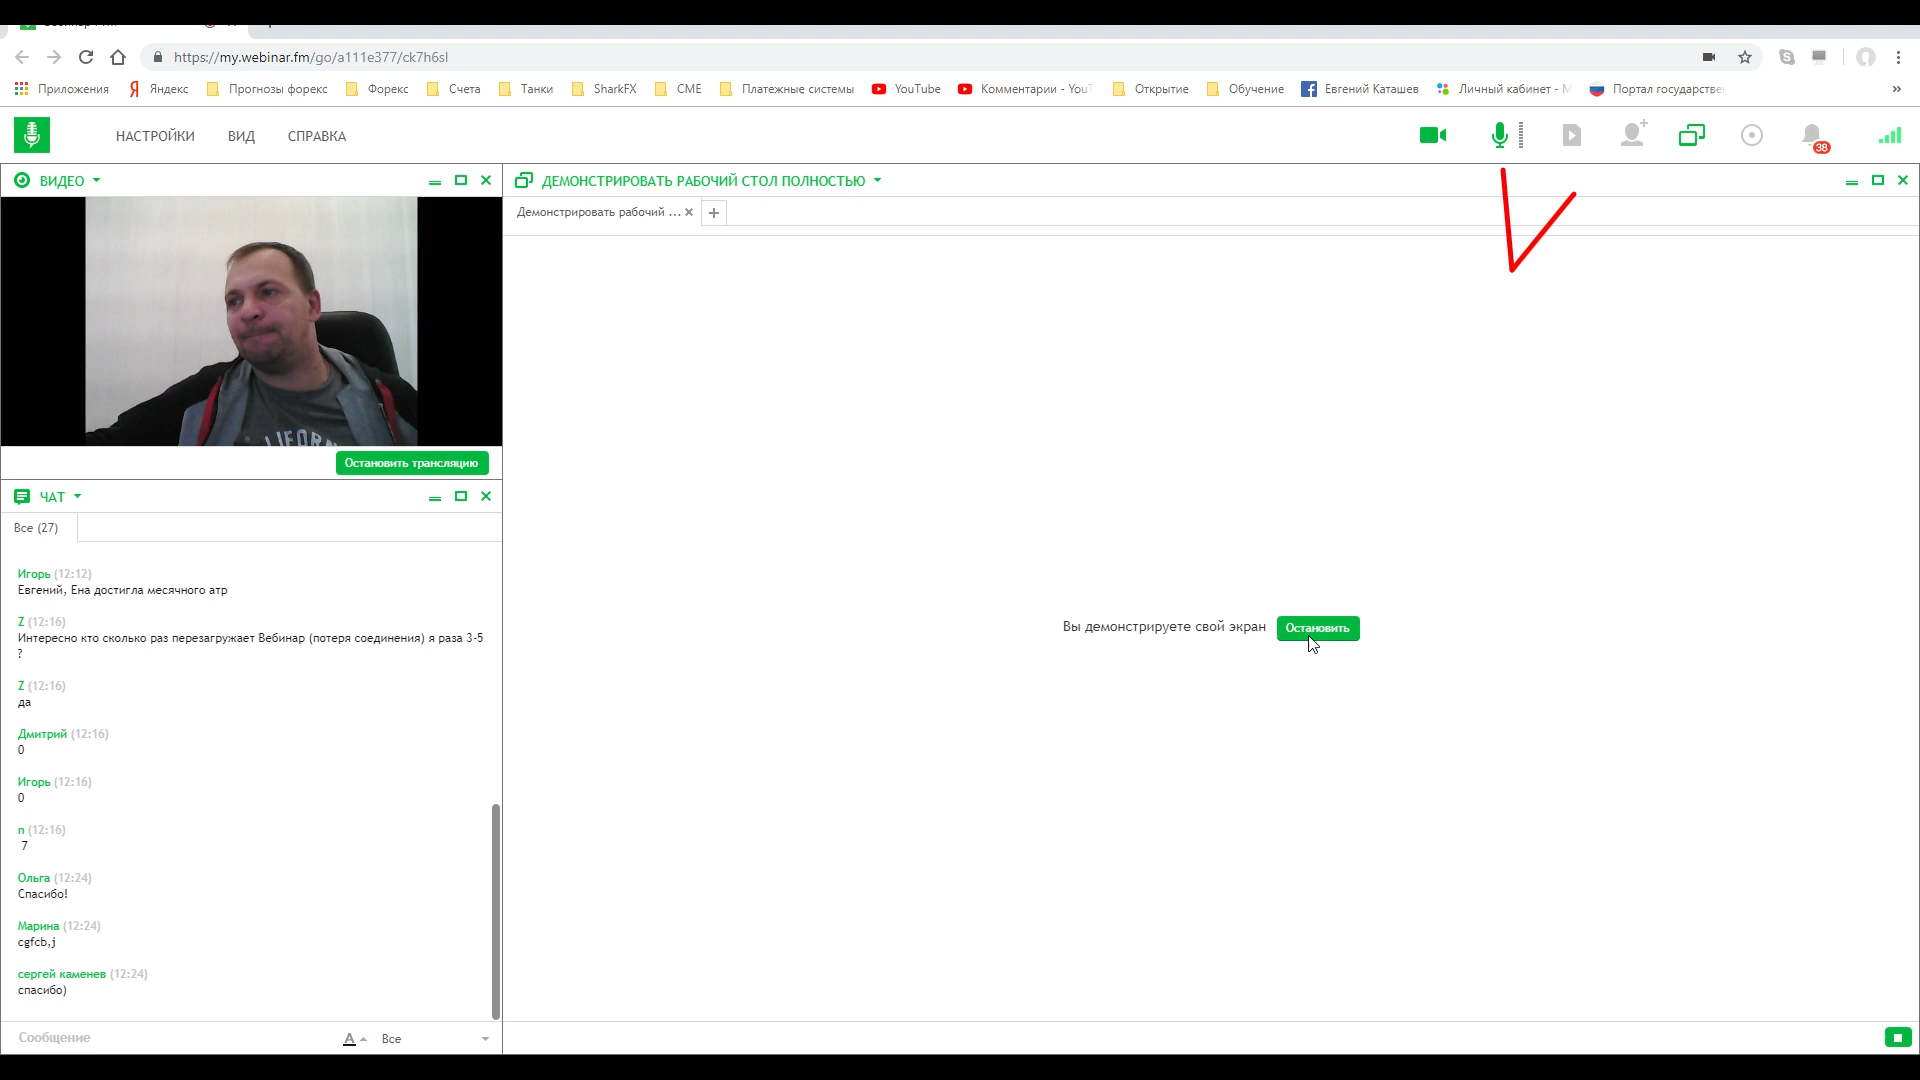 https://my.webinar.fm/go/a111e377/ck7h6sl
Приложения Яндекс Прогнозы форекс Форекс Счета Танки SharkFX CME Платежные системы YouTube Комментарии - YouT Открытие Обучение Евгений Каташев Личный кабинет - М Портал государстве »
НАСТРОЙКИ ВИД СПРАВКА
38
ВИДЕО
ДЕМОНСТРИРОВАТЬ РАБОЧИЙ СТОЛ ПОЛНОСТЬЮ
Демонстрировать рабочий ...
Остановить трансляцию
ЧАТ
Все (27)
Игорь (12:12)
Евгений, Ена достигла месячного атр
Z (12:16)
Интересно кто сколько раз перезагружает Вебинар (потеря соединения) я раза 3-5
?
Z (12:16)
да
Дмитрий (12:16)
0
Игорь (12:16)
0
n (12:16)
7
Ольга (12:24)
Спасибо!
Марина (12:24)
cgfcb,j
сергей каменев (12:24)
спасибо)
Сообщение A Все
Вы демонстрируете свой экран Остановить